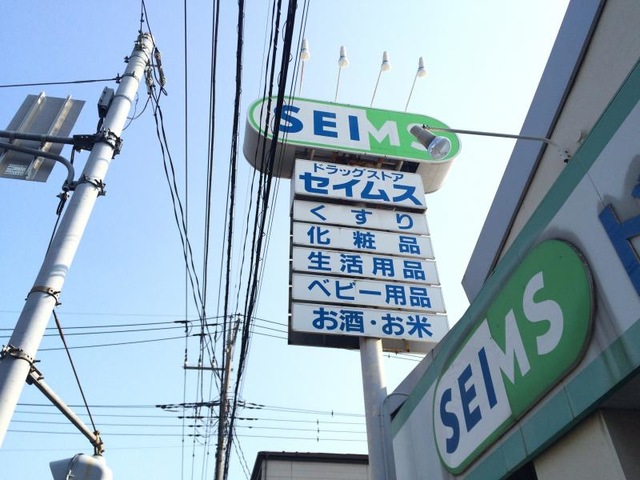 SEIMS
ドラッグストア
セイムス
くすり
化粧品
生活用品
ベビー用品
お酒・お米
SEIMS